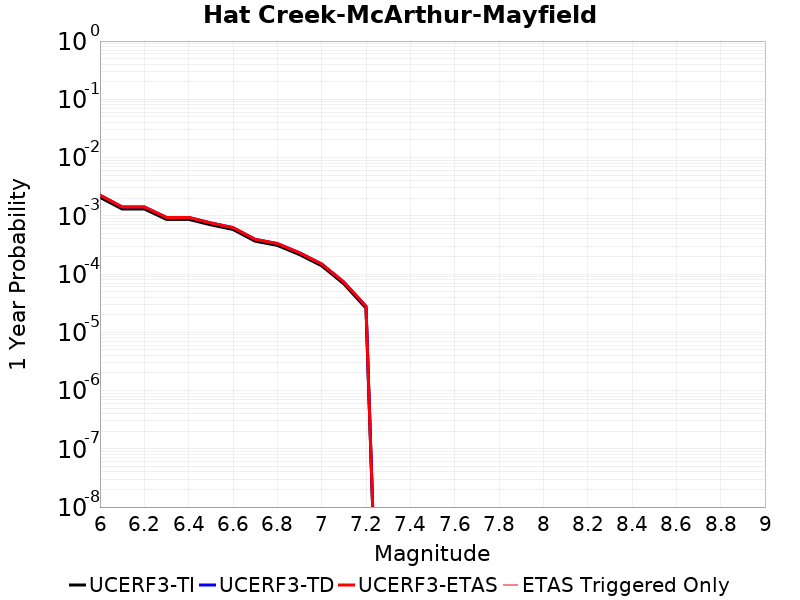 Hat Creek-McArthur-Mayfield
1 Year Probability
10^0
10^-1
10^-2
10^-3
10^-4
10^-5
10^-6
10^-7
10^-8
6 6.2 6.4 6.6 6.8 7 7.2 7.4 7.6 7.8 8 8.2 8.4 8.6 8.8 9
Magnitude
UCERF3-TI UCERF3-TD UCERF3-ETAS ETAS Triggered Only